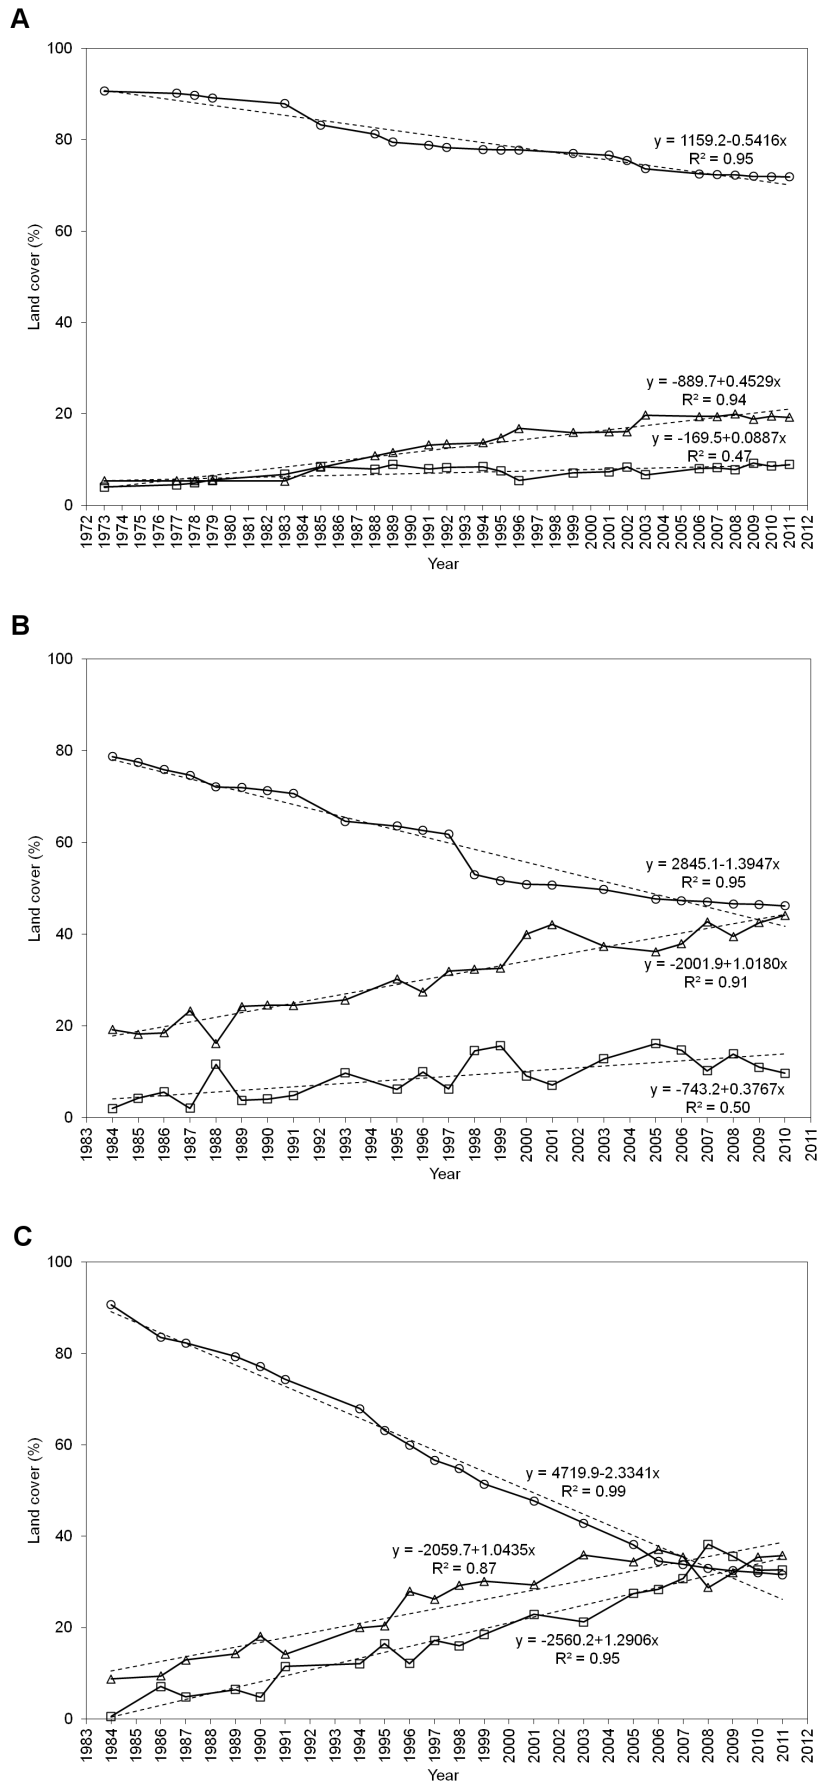 A
100
80
60
40
20
0
Land cover (%)
y = 1159.2-0.5416x
R² = 0.95
y = -889.7+0.4529x
R² = 0.94
y = -169.5+0.0887x
R² = 0.47
1972 1973 1974 1975 1976 1977 1978 1979 1980 1981 1982 1983 1984 1985 1986 1987 1988 1989 1990 1991 1992 1993 1994 1995 1996 1997 1998 1999 2000 2001 2002 2003 2004 2005 2006 2007 2008 2009 2010 2011 2012
Year
B
100
80
60
40
20
0
Land cover (%)
y = 2845.1-1.3947x
R² = 0.95
y = -2001.9+1.0180x
R² = 0.91
y = -743.2+0.3767x
R² = 0.50
1983 1984 1985 1986 1987 1988 1989 1990 1991 1992 1993 1994 1995 1996 1997 1998 1999 2000 2001 2002 2003 2004 2005 2006 2007 2008 2009 2010 2011
Year
C
100
80
60
40
20
0
Land cover (%)
y = 4719.9-2.3341x
R² = 0.99
y = -2059.7+1.0435x
R² = 0.87
y = -2560.2+1.2906x
R² = 0.95
1983 1984 1985 1986 1987 1988 1989 1990 1991 1992 1993 1994 1995 1996 1997 1998 1999 2000 2001 2002 2003 2004 2005 2006 2007 2008 2009 2010 2011 2012
Year